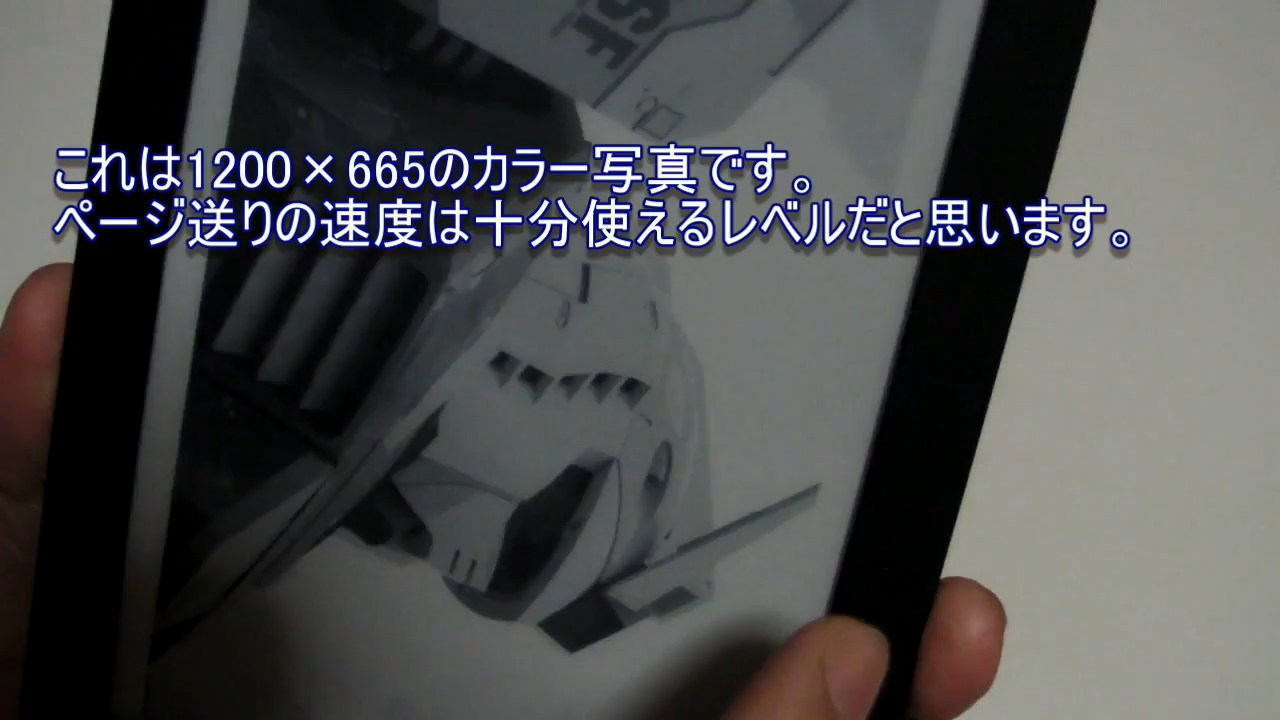 SF
これは1200×665のカラー写真です。
ページ送りの速度は十分使えるレベルだと思います。